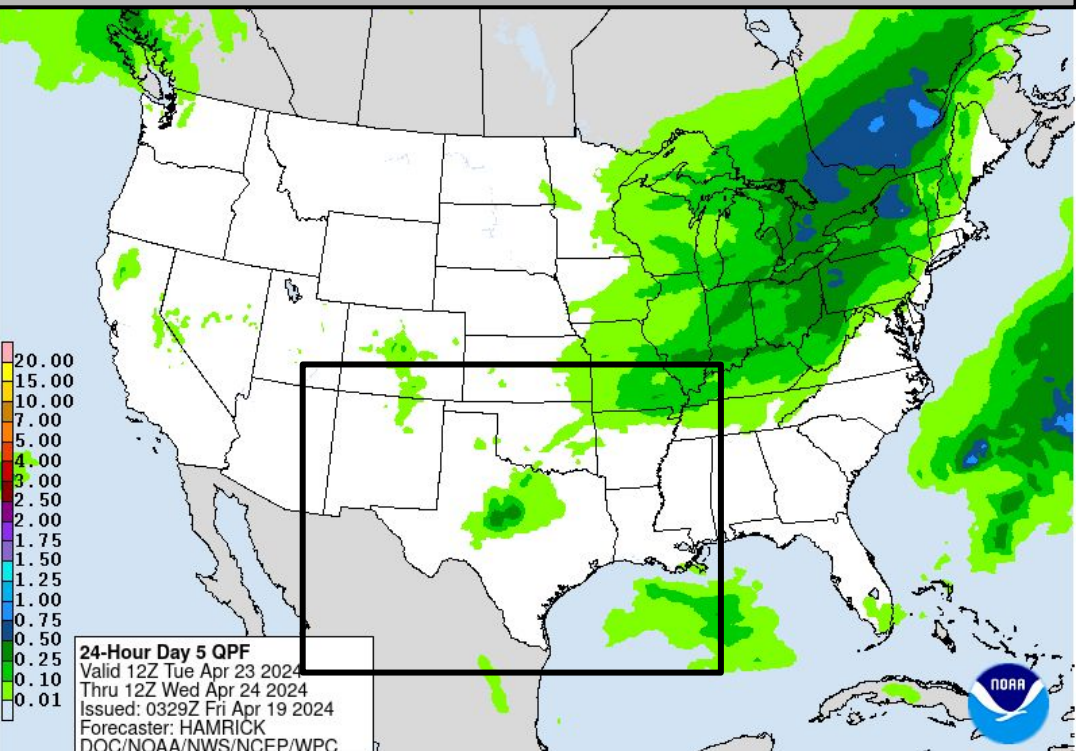 20.00
15.00
10.00
7.00
5.00
4.00
3.00
2.50
2.00
1.75
1.50
1.25
1.00
0.75
0.50
0.25
0.10
0.01
24-Hour Day 5 QPF
Valid 12Z Tue Apr 23 2024
Thru 12Z Wed Apr 24 2024
Issued: 0329Z Fri Apr 19 2024
Forecaster: HAMRICK
DOC/NOAA/NWS/NCEP/WPC
NOAA